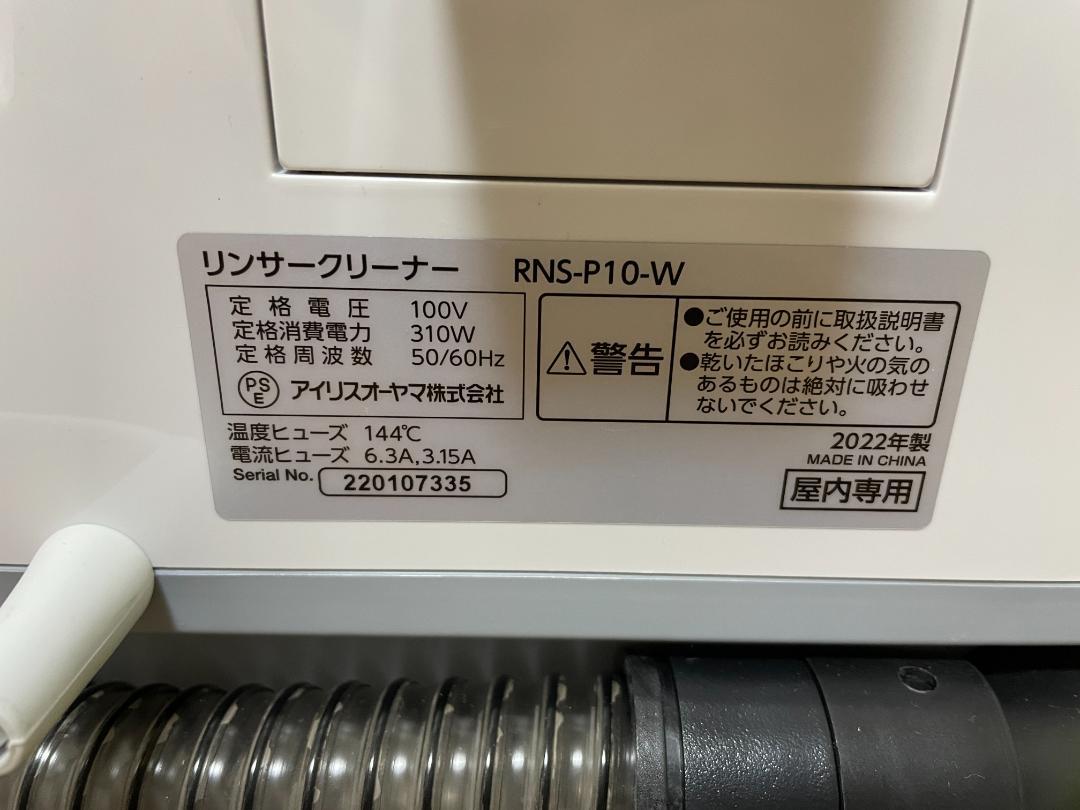 リンサークリーナー RNS-P10-W
定格電圧 100V
定格消費電力 310W
定格周波数 50/60Hz
PSE アイリスオーヤマ株式会社
警告
●ご使用の前に取扱説明書
を必ずお読みください。
●乾いたほこりや火の気の
あるものは絶対に吸わせ
ないでください。
温度ヒューズ 144℃
電流ヒューズ 6.3A,3.15A
Serial No. 220107335
2022年製
MADE IN CHINA
屋内専用